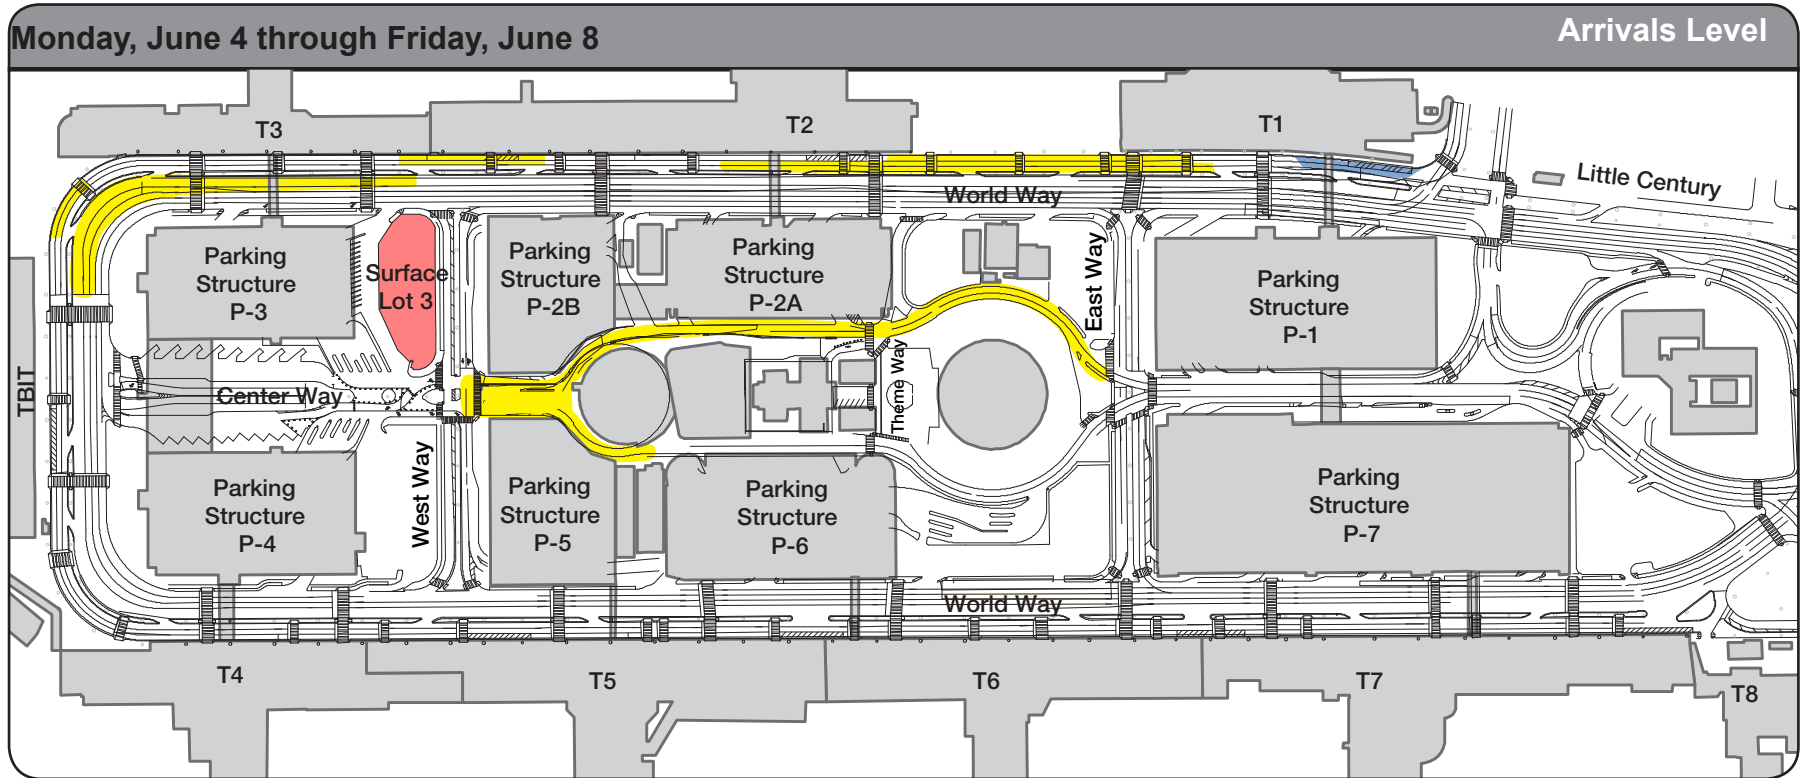 Monday, June 4 through Friday, June 8
Arrivals Level
T3
T2
T1
World Way
Little Century
Parking
Structure
P-3
Surface
Lot 3
Parking
Structure
P-2B
Parking
Structure
P-2A
East Way
Parking
Structure
P-1
TBIT
Center Way
Theme Way
West Way
Parking
Structure
P-4
Parking
Structure
P-5
Parking
Structure
P-6
Parking
Structure
P-7
World Way
T4
T5
T6
T7
T8